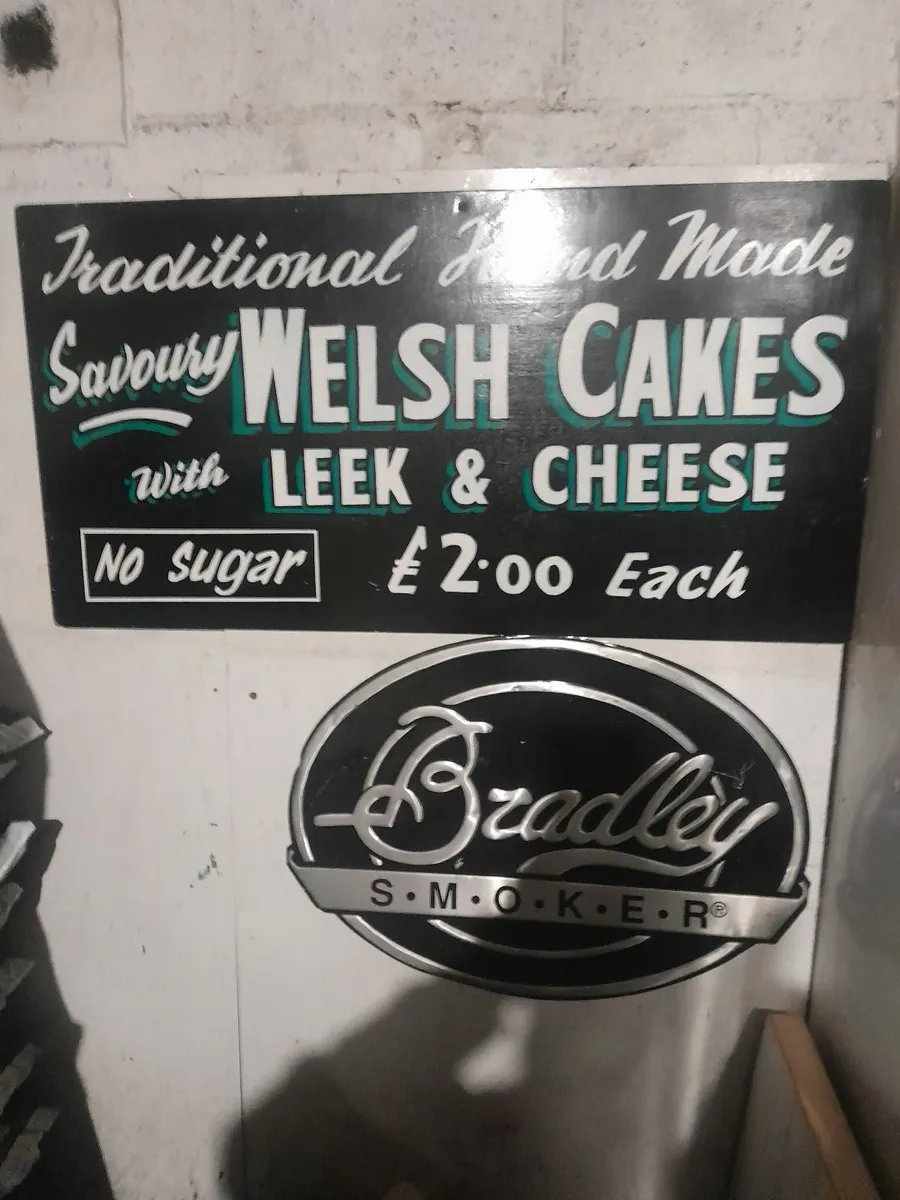 Traditional Hand Made
Savoury WELSH CAKES
With LEEK & CHEESE
No Sugar £2.00 Each
Bradley
S•M•O•K•E•R®